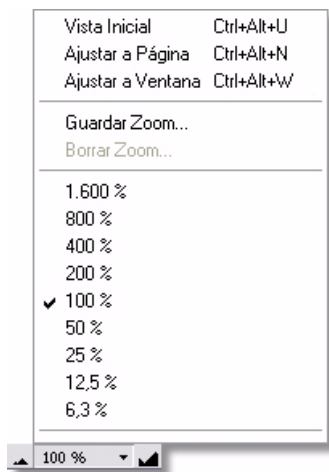 Vista Inicial Ctrl+Alt+U
Ajustar a Página Ctrl+Alt+N
Ajustar a Ventana Ctrl+Alt+W
Guardar Zoom...
Borrar Zoom...
1.600 %
800 %
400 %
200 %
100 %
50 %
25 %
12,5 %
6,3 %
100 %